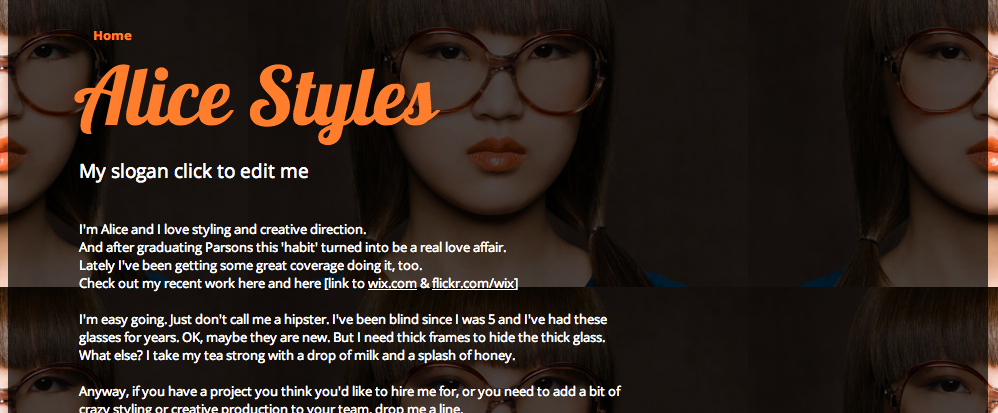 Home
Alice Styles
My slogan click to edit me
I'm Alice and I love styling and creative direction.
And after graduating Parsons this 'habit' turned into be a real love affair.
Lately I've been getting some great coverage doing it, too.
Check out my recent work here and here [link to wix.com & flickr.com/wix]
I'm easy going. Just don't call me a hipster. I've been blind since I was 5 and I've had these
glasses for years. OK, maybe they are new. But I need thick frames to hide the thick glass.
What else? I take my tea strong with a drop of milk and a splash of honey.
Anyway, if you have a project you think you'd like to hire me for, or you need to add a bit of
crazy styling or creative production to your team, drop me a line.